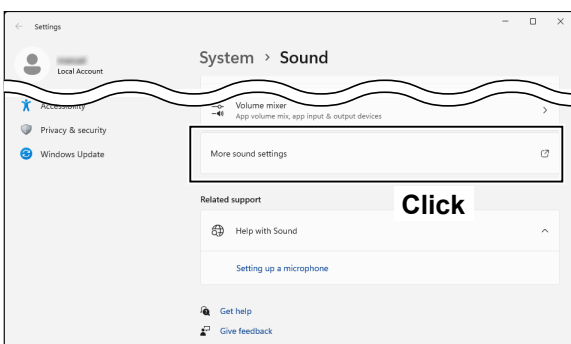 Settings
Local Account
System > Sound
Accessibility
Privacy & security
Windows Update
Volume mixer
App volume mix, app input & output devices
More sound settings
Click
Related support
Help with Sound
Setting up a microphone
Get help
Give feedback